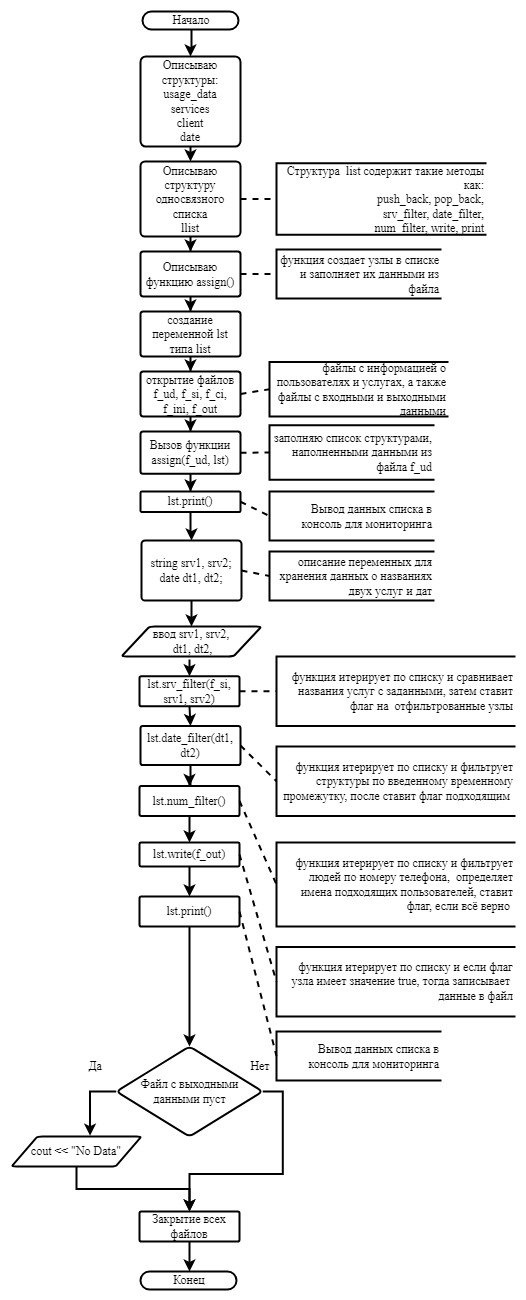 Начало
Описываю
структуры:
usage_data
services
client
date
Описываю
структуру
односвязного
списка
llist
Структура list содержит такие методы
как:
push_back, pop_back,
srv_filter, date_filter,
num_filter, write, print
Описываю
функцию assign()
функция создает узлы в списке
и заполняет их данными из
файла
создание
переменной lst
типа list
открытие файлов
f_ud, f_si, f_ci,
f_ini, f_out
файлы с информацией о
пользователях и услугах, а также
файлы с входными и выходными
данными
Вызов функции
assign(f_ud, lst)
заполняю список структурами,
наполненными данными из
файла f_ud
lst.print()
Вывод данных списка в
консоль для мониторинга
string srv1, srv2;
date dt1, dt2;
описание переменных для
хранения данных о названиях
двух услуг и дат
ввод srv1, srv2,
dt1, dt2,
lst.srv_filter(f_si,
srv1, srv2)
функция итерирует по списку и сравнивает
названия услуг с заданными, затем ставит
флаг на отфильтрованные узлы
lst.date_filter(dt1,
dt2)
функция итерирует по списку и фильтрует
структуры по введенному временному
промежутку, после ставит флаг подходящим
lst.num_filter()
функция итерирует по списку и фильтрует
людей по номеру телефона, определяет
имена подходящих пользователей, ставит
флаг, если всё верно
lst.write(f_out)
функция итерирует по списку и если флаг
узла имеет значение true, тогда записывает
данные в файл
lst.print()
Вывод данных списка в
консоль для мониторинга
Файл с выходными
данными пуст
Да
Нет
cout << "No Data"
Закрытие всех
файлов
Конец